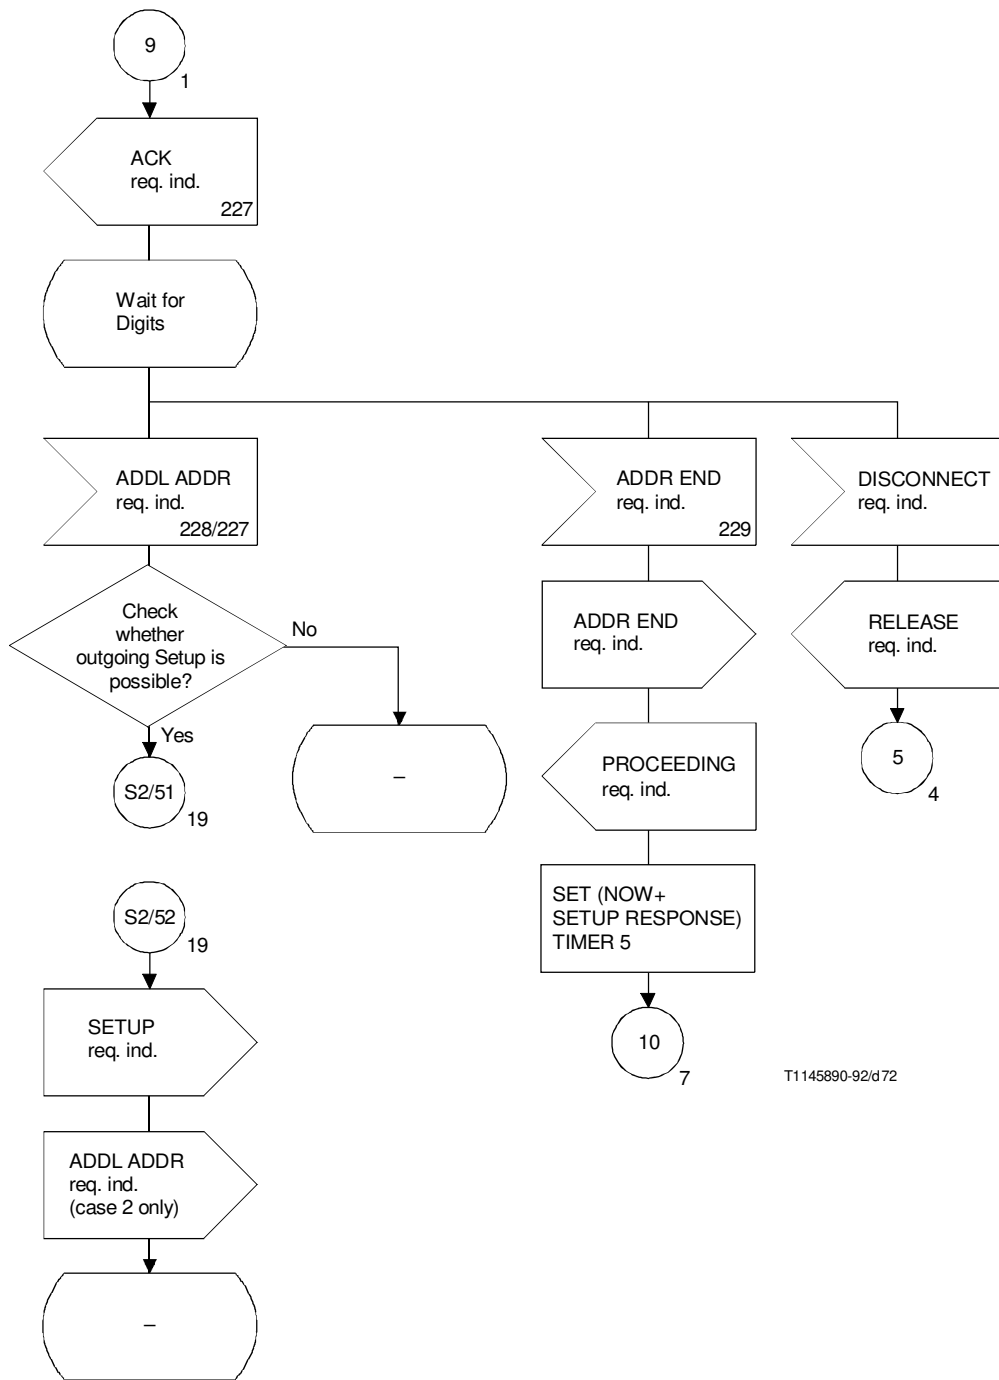 9
1
ACK
req. ind.
227
Wait for
Digits
ADDL ADDR
req. ind.
228/227
ADDR END
req. ind.
229
DISCONNECT
req. ind.
Check
whether
outgoing Setup is
possible?
No
Yes
ADDR END
req. ind.
RELEASE
req. ind.
–
S2/51
19
PROCEEDING
req. ind.
5
4
S2/52
19
SET (NOW+
SETUP RESPONSE)
TIMER 5
SETUP
req. ind.
10
7
T1145890-92/d72
ADDL ADDR
req. ind.
(case 2 only)
–